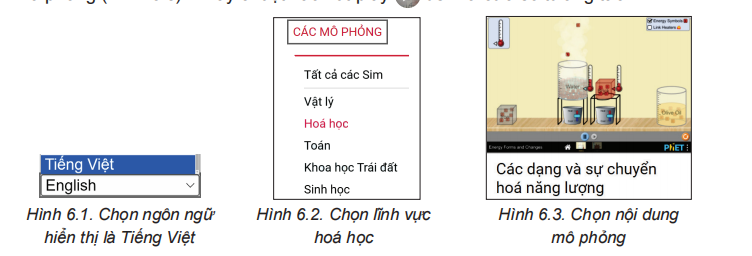 CÁC MÔ PHỎNG
Tất cả các Sim
Vật lý
Hoá học
Toán
Khoa học Trái đất
Sinh học
Tiếng Việt
English
Energy Symbols
Link Heaters
Water
Olive Oil
Energy Forms and Changes
PhET
Các dạng và sự chuyển
hoá năng lượng
Hình 6.1. Chọn ngôn ngữ
hiển thị là Tiếng Việt
Hình 6.2. Chọn lĩnh vực
hoá học
Hình 6.3. Chọn nội dung
mô phỏng